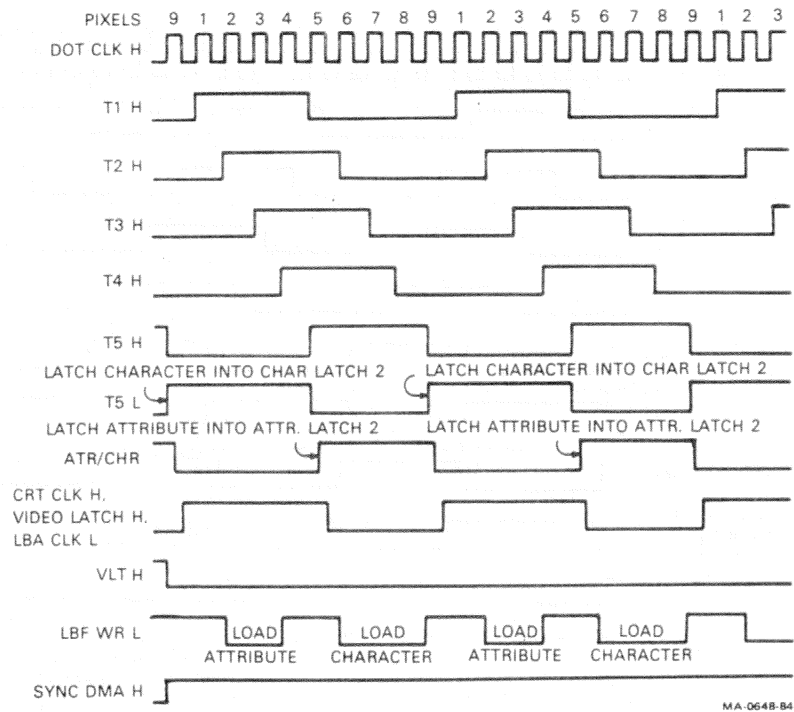 PIXELS 9 1 2 3 4 5 6 7 8 9 1 2 3 4 5 6 7 8 9 1 2 3
DOT CLK H
T1 H
T2 H
T3 H
T4 H
T5 H
LATCH CHARACTER INTO CHAR LATCH 2 LATCH CHARACTER INTO CHAR LATCH 2
T5 L
LATCH ATTRIBUTE INTO ATTR. LATCH 2 LATCH ATTRIBUTE INTO ATTR. LATCH 2
ATR/CHR
CRT CLK H,
VIDEO LATCH H,
LBA CLK L
VLT H
LBF WR L LOAD LOAD LOAD LOAD
ATTRIBUTE CHARACTER ATTRIBUTE CHARACTER
SYNC DMA H
MA-0648-84